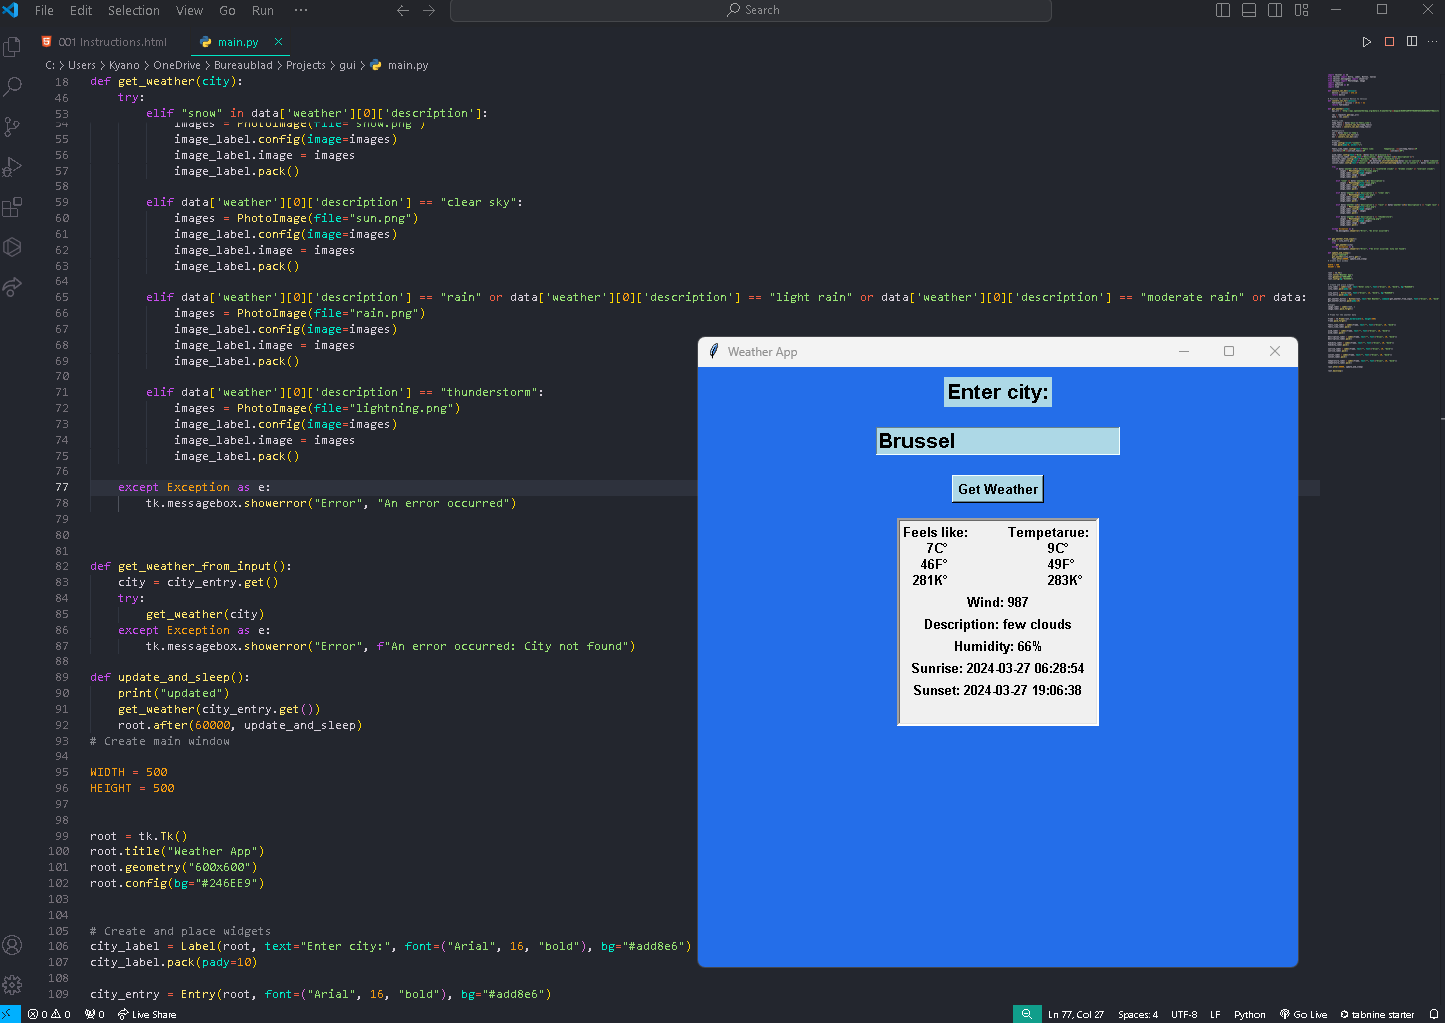 File Edit Selection View Go Run ··· Search
001 Instructions.html main.py
C: > Users > Kyano > OneDrive > Bureaublad > Projects > gui > main.py
18 def get_weather(city):
46 try:
53 elif "snow" in data['weather'][0]['description']:
54 images = PhotoImage(file="snow.png")
55 image_label.config(image=images)
56 image_label.image = images
57 image_label.pack()
58
59 elif data['weather'][0]['description'] == "clear sky":
60 images = PhotoImage(file="sun.png")
61 image_label.config(image=images)
62 image_label.image = images
63 image_label.pack()
64
65 elif data['weather'][0]['description'] == "rain" or data['weather'][0]['description'] == "light rain" or data['weather'][0]['description'] == "moderate rain" or data:
66 images = PhotoImage(file="rain.png")
67 image_label.config(image=images)
68 image_label.image = images
69 image_label.pack()
70
71 elif data['weather'][0]['description'] == "thunderstorm":
72 images = PhotoImage(file="lightning.png")
73 image_label.config(image=images)
74 image_label.image = images
75 image_label.pack()
76
77 except Exception as e:
78 tk.messagebox.showerror("Error", "An error occurred")
79
80
81
82 def get_weather_from_input():
83 city = city_entry.get()
84 try:
85 get_weather(city)
86 except Exception as e:
87 tk.messagebox.showerror("Error", f"An error occurred: City not found")
88
89 def update_and_sleep():
90 print("updated")
91 get_weather(city_entry.get())
92 root.after(60000, update_and_sleep)
93 # Create main window
94
95 WIDTH = 500
96 HEIGHT = 500
97
98
99 root = tk.Tk()
100 root.title("Weather App")
101 root.geometry("600x600")
102 root.config(bg="#246EE9")
103
104
105 # Create and place widgets
106 city_label = Label(root, text="Enter city:", font=("Arial", 16, "bold"), bg="#add8e6")
107 city_label.pack(pady=10)
108
109 city_entry = Entry(root, font=("Arial", 16, "bold"), bg="#add8e6")
Weather App
Enter city:
Brussel
Get Weather
Feels like: Tempetarue:
7C° 9C°
46F° 49F°
281K° 283K°
Wind: 987
Description: few clouds
Humidity: 66%
Sunrise: 2024-03-27 06:28:54
Sunset: 2024-03-27 19:06:38
0 0 0 Live Share Ln 77, Col 27 Spaces: 4 UTF-8 LF Python Go Live tabnine starter